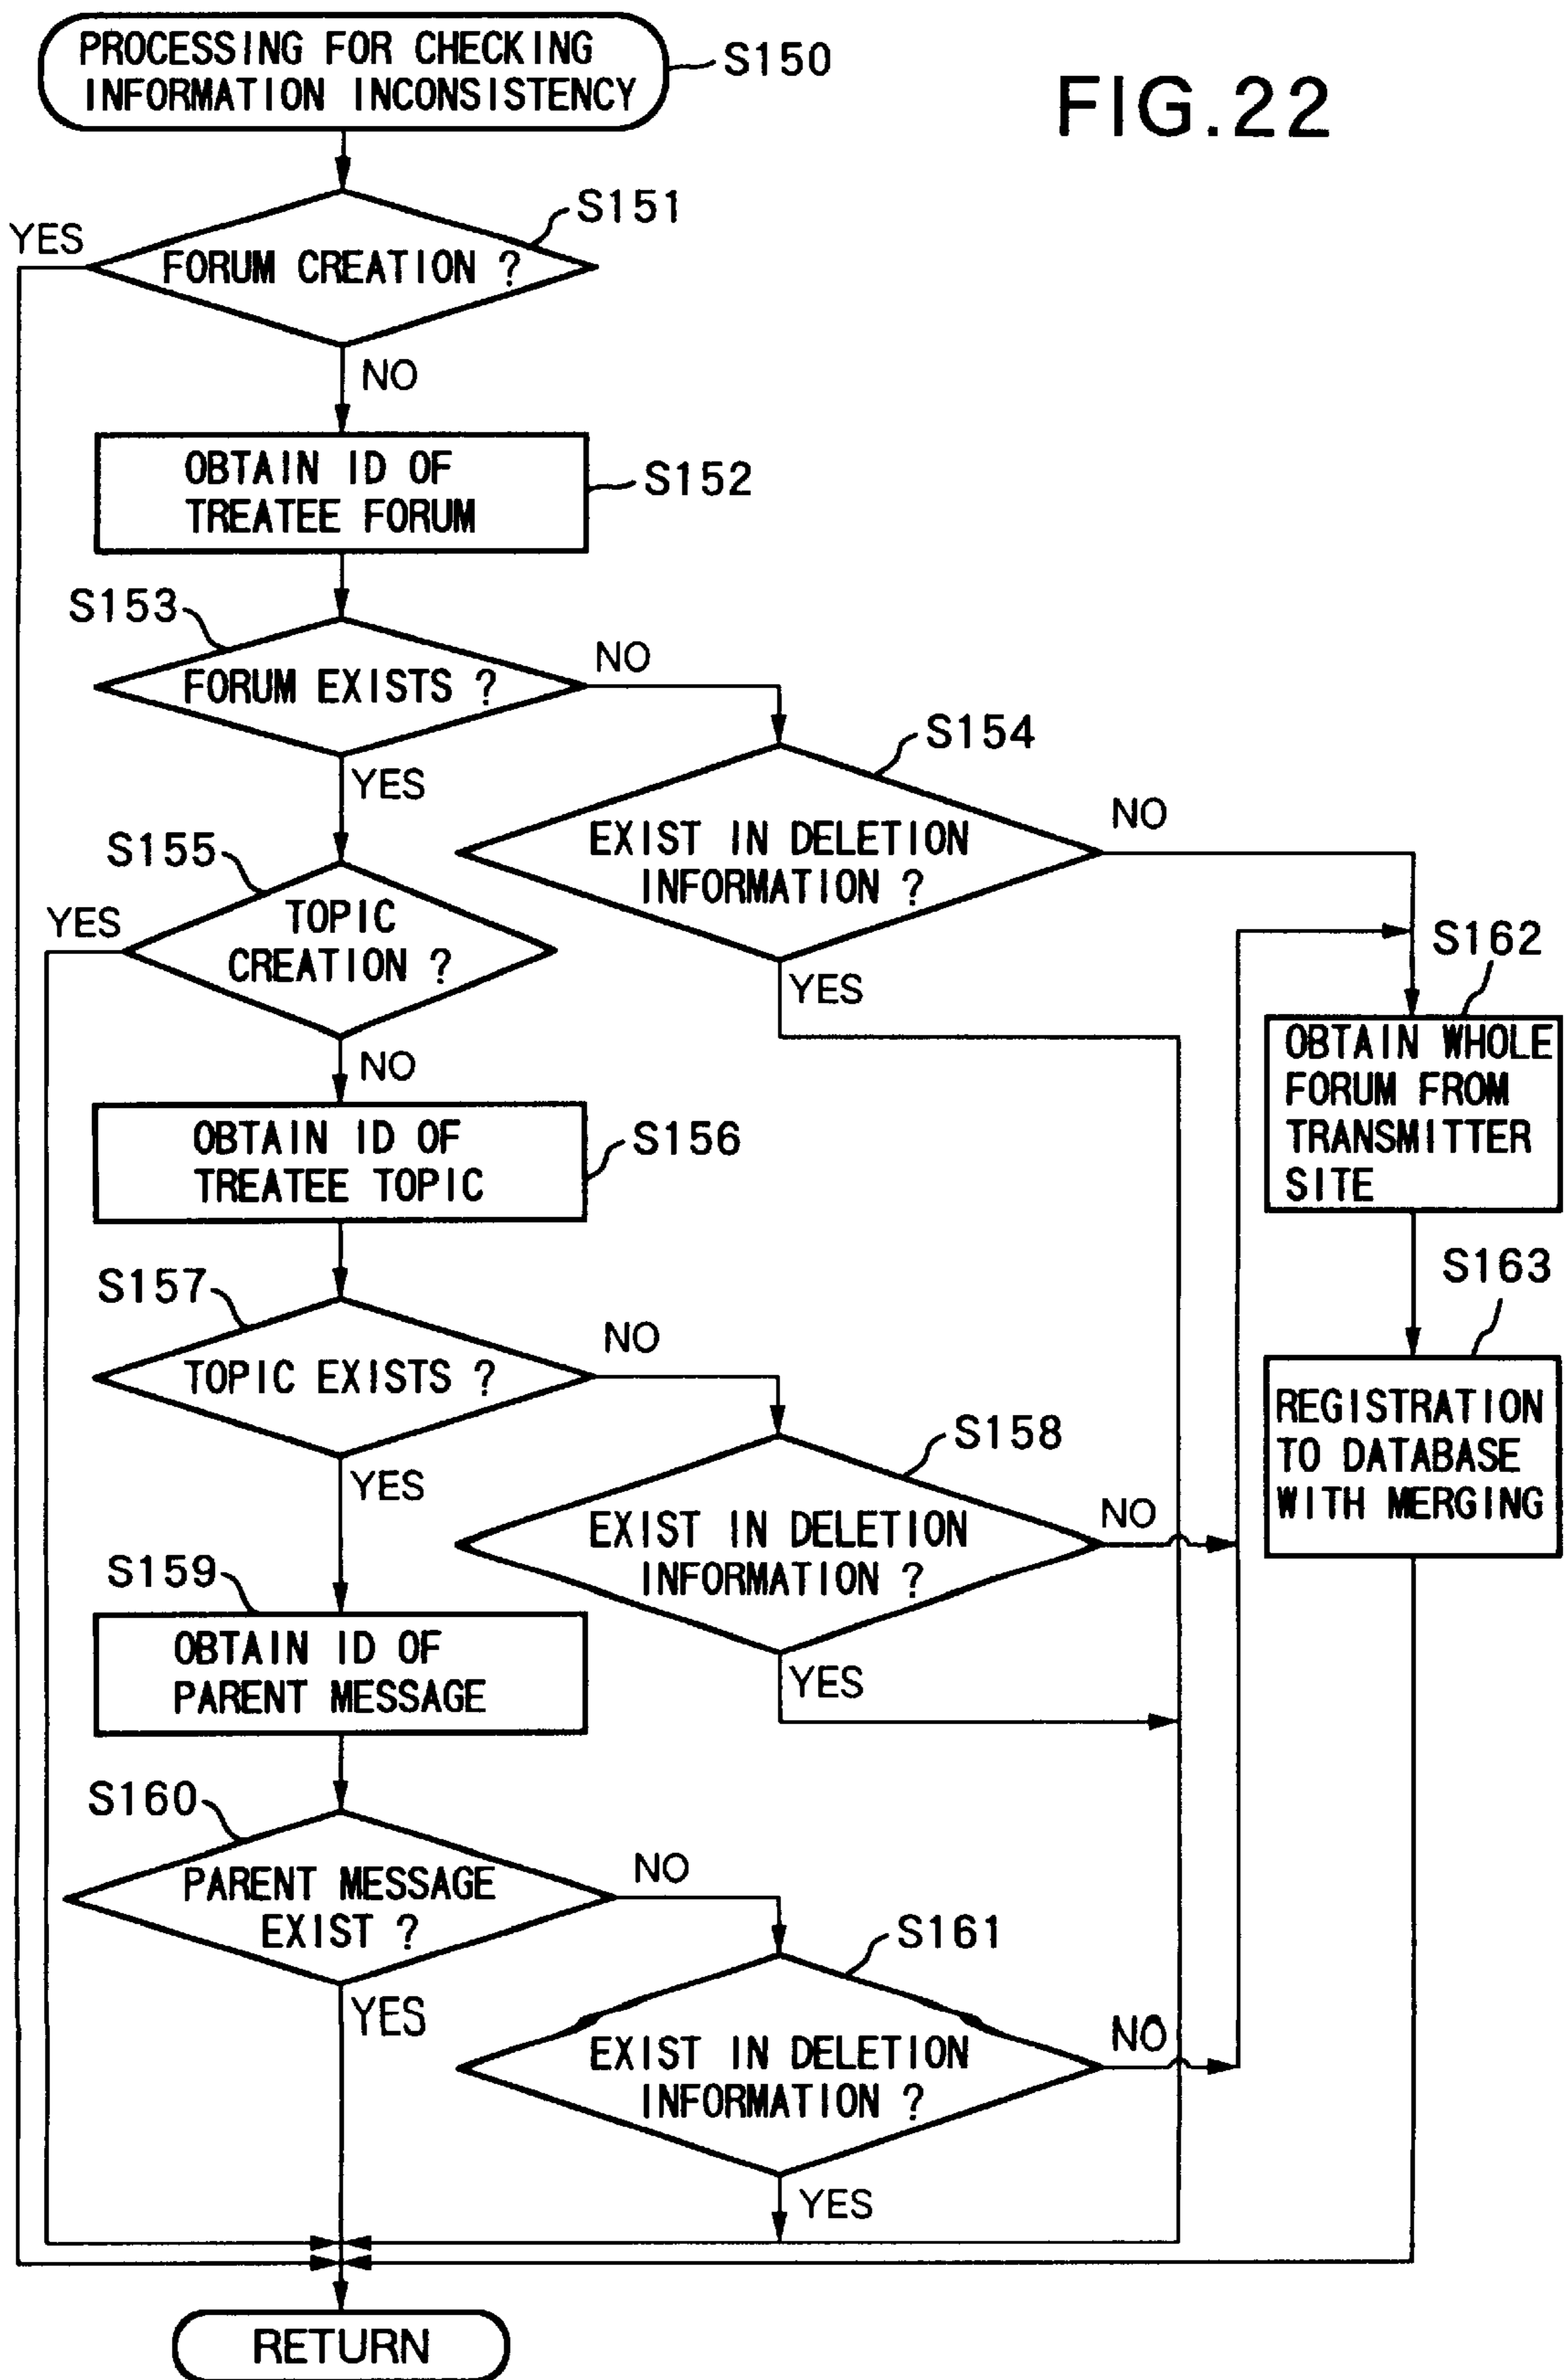 PROCESSING FOR CHECKING
INFORMATION INCONSISTENCY
S150
FIG.22
S151
YES
FORUM CREATION ?
NO
OBTAIN ID OF
TREATEE FORUM
S152
S153
NO
FORUM EXISTS ?
S154
YES
NO
EXIST IN DELETION
INFORMATION ?
S155
YES
TOPIC
CREATION ?
S162
YES
NO
OBTAIN WHOLE
FORUM FROM
TRANSMITTER
SITE
OBTAIN ID OF
TREATEE TOPIC
S156
S163
S157
NO
TOPIC EXISTS ?
REGISTRATION
TO DATABASE
WITH MERGING
S158
YES
NO
EXIST IN DELETION
INFORMATION ?
S159
OBTAIN ID OF
PARENT MESSAGE
YES
S160
NO
PARENT MESSAGE
EXIST ?
S161
YES
NO
EXIST IN DELETION
INFORMATION ?
YES
RETURN